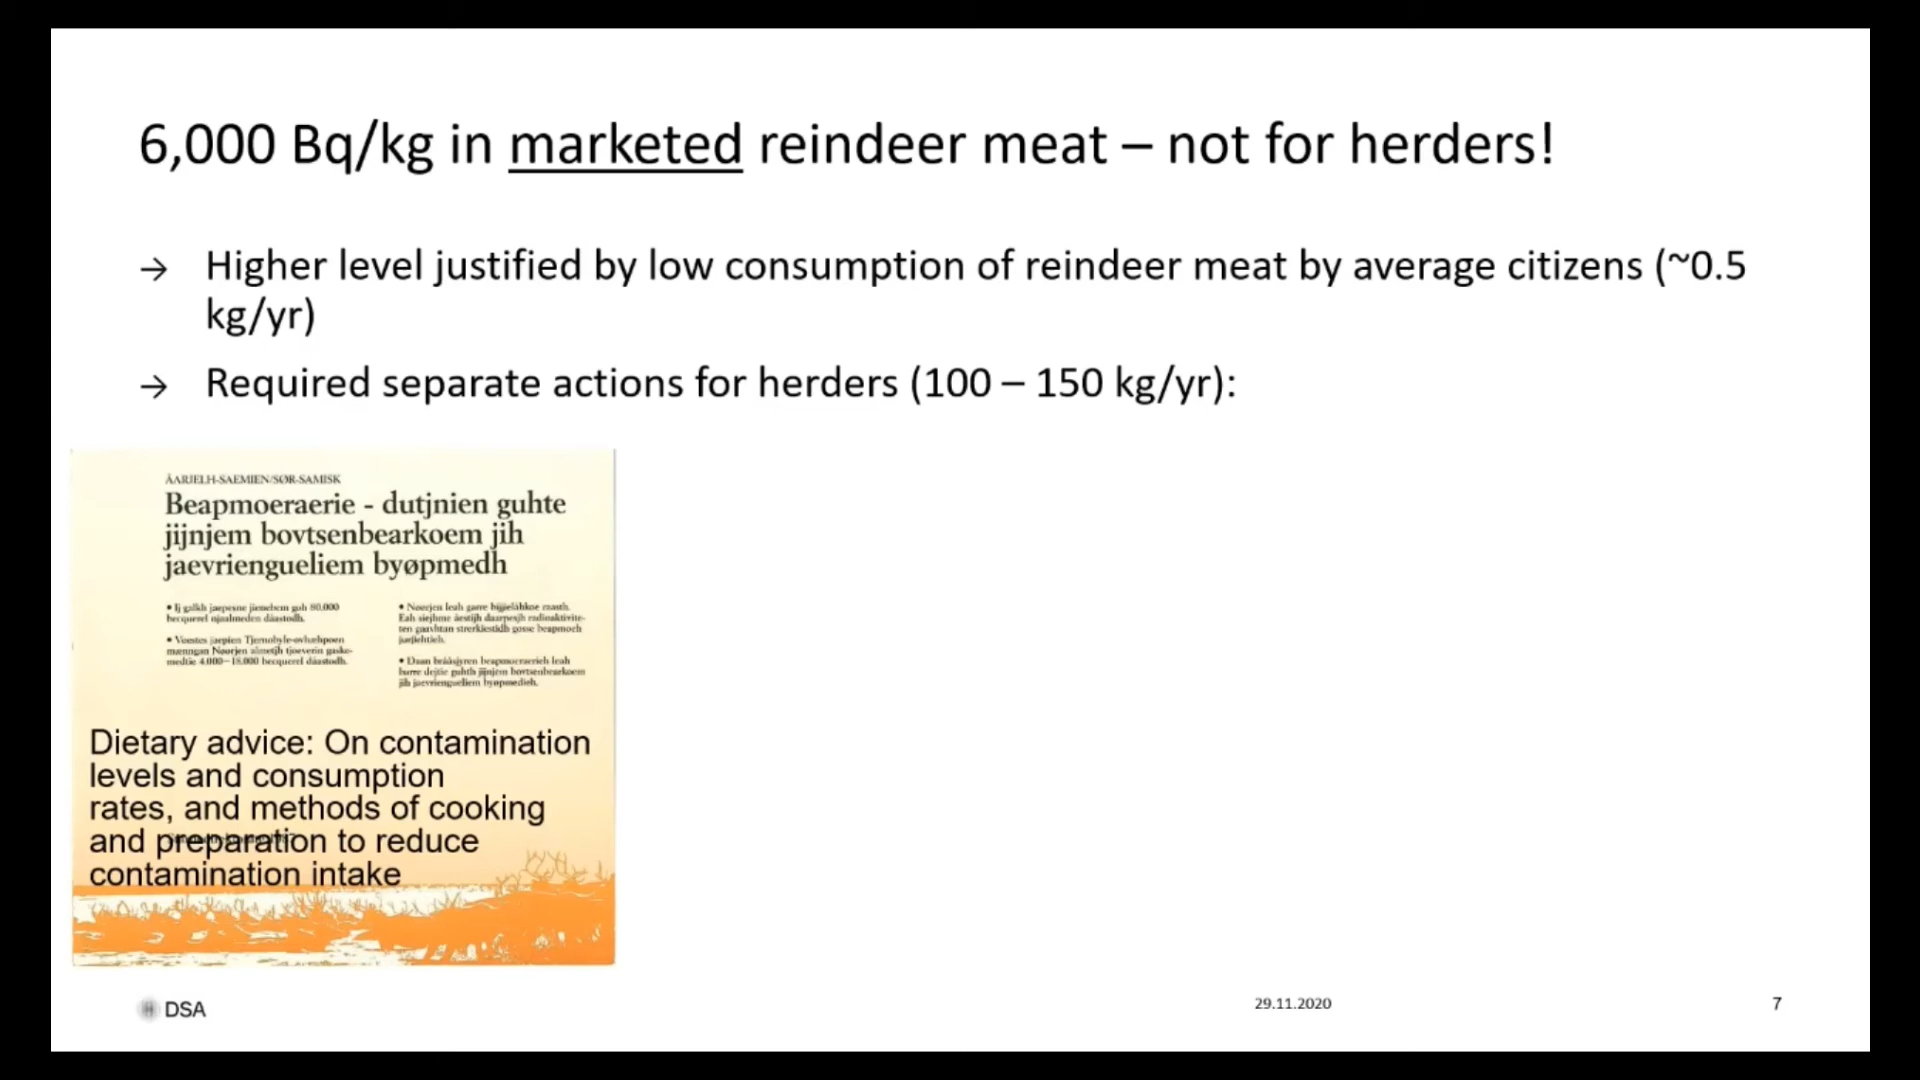 6,000 Bq/kg in marketed reindeer meat – not for herders!
→ Higher level justified by low consumption of reindeer meat by average citizens (~0.5
kg/yr)
→ Required separate actions for herders (100 – 150 kg/yr):
ÅARJELH-SAEMIEN/SØR-SAMISK
Beapmoeraerie - dutjnien guhte
jijnjem bovtsenbearkoem jih
jaevriengueliem byøpmedh
Dietary advice: On contamination
levels and consumption
rates, and methods of cooking
and preparation to reduce
contamination intake
DSA
29.11.2020
7